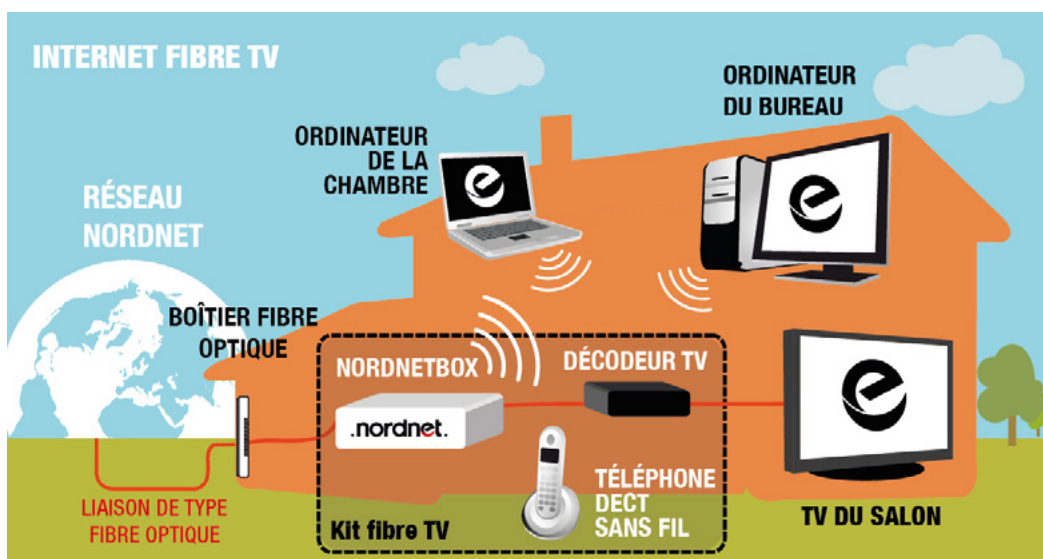 INTERNET FIBRE TV
ORDINATEUR
DU BUREAU
ORDINATEUR
DE LA
CHAMBRE
RÉSEAU
NORDNET
BOÎTIER FIBRE
OPTIQUE
NORDNETBOX
DÉCODEUR TV
.nordnet.
TÉLÉPHONE
DECT
SANS FIL
LIAISON DE TYPE
FIBRE OPTIQUE
Kit fibre TV
TV DU SALON